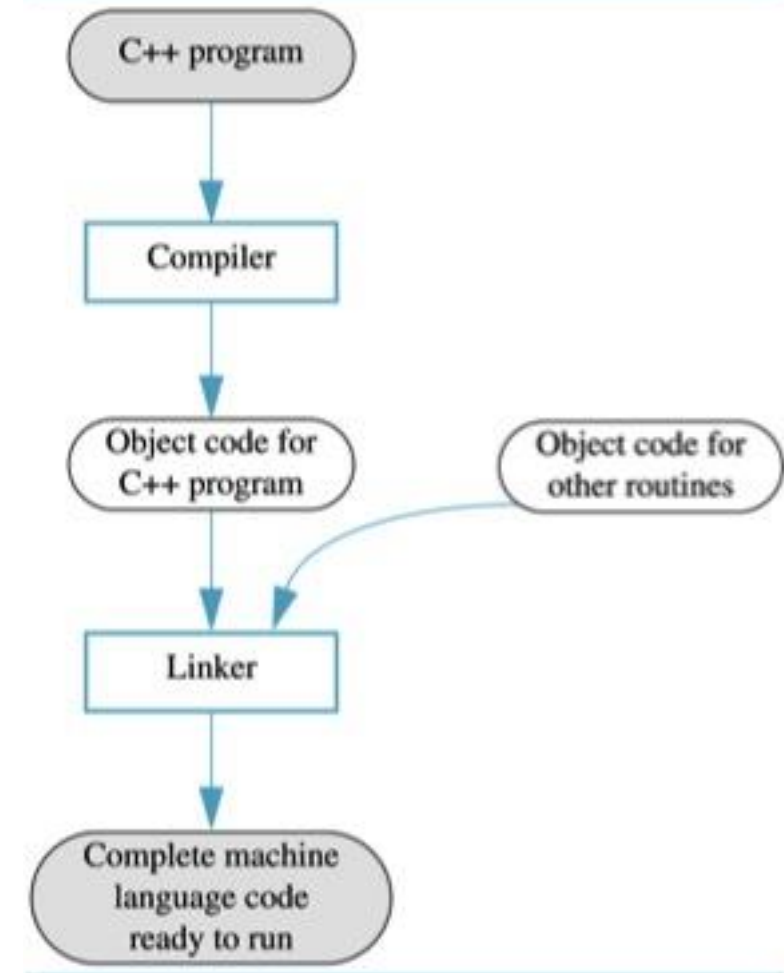 C++ program
Compiler
Object code for
C++ program
Object code for
other routines
Linker
Complete machine
language code
ready to run